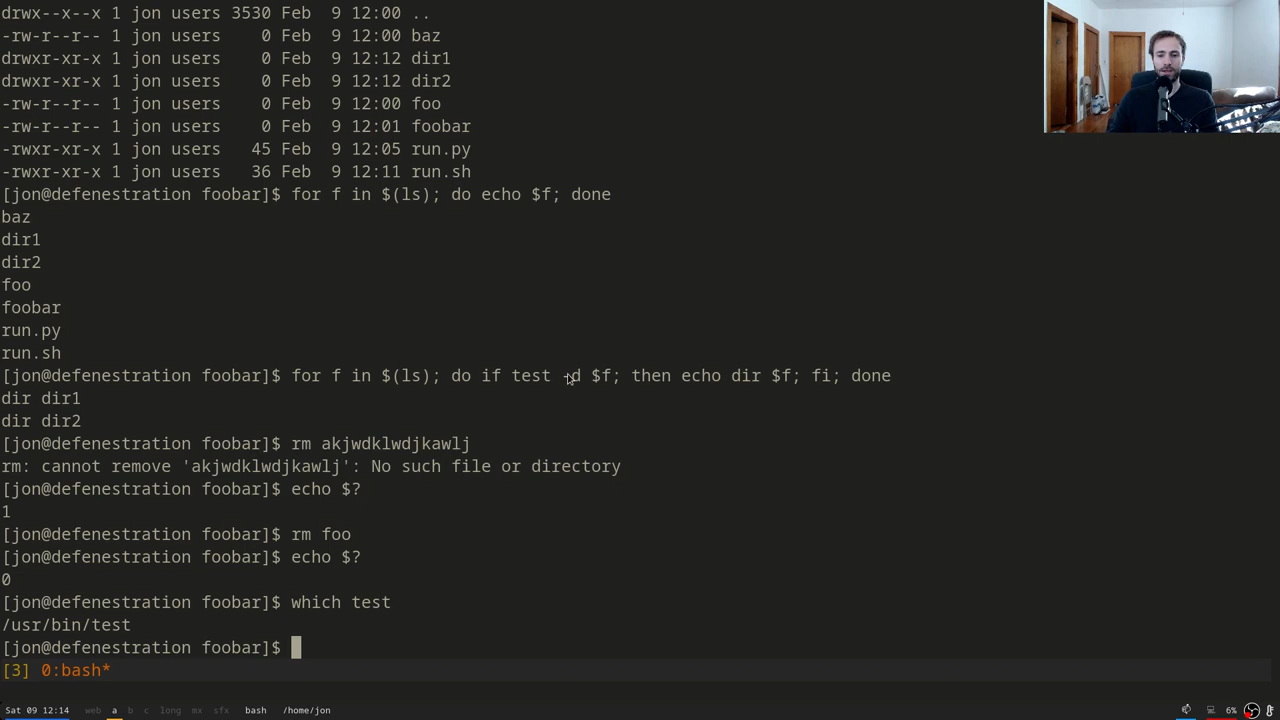 drwx--x--x 1 jon users 3530 Feb  9 12:00 ..
-rw-r--r-- 1 jon users    0 Feb  9 12:00 baz
drwxr-xr-x 1 jon users    0 Feb  9 12:12 dir1
drwxr-xr-x 1 jon users    0 Feb  9 12:12 dir2
-rw-r--r-- 1 jon users    0 Feb  9 12:00 foo
-rw-r--r-- 1 jon users    0 Feb  9 12:01 foobar
-rwxr-xr-x 1 jon users   45 Feb  9 12:05 run.py
-rwxr-xr-x 1 jon users   36 Feb  9 12:11 run.sh
[jon@defenestration foobar]$ for f in $(ls); do echo $f; done
baz
dir1
dir2
foo
foobar
run.py
run.sh
[jon@defenestration foobar]$ for f in $(ls); do if test -d $f; then echo dir $f; fi; done
dir dir1
dir dir2
[jon@defenestration foobar]$ rm akjwdklwdjkawlj
rm: cannot remove 'akjwdklwdjkawlj': No such file or directory
[jon@defenestration foobar]$ echo $?
1
[jon@defenestration foobar]$ rm foo
[jon@defenestration foobar]$ echo $?
0
[jon@defenestration foobar]$ which test
/usr/bin/test
[jon@defenestration foobar]$
[3] 0:bash*
Sat 09 12:14 web a b c long mx sfx bash /home/jon 6%